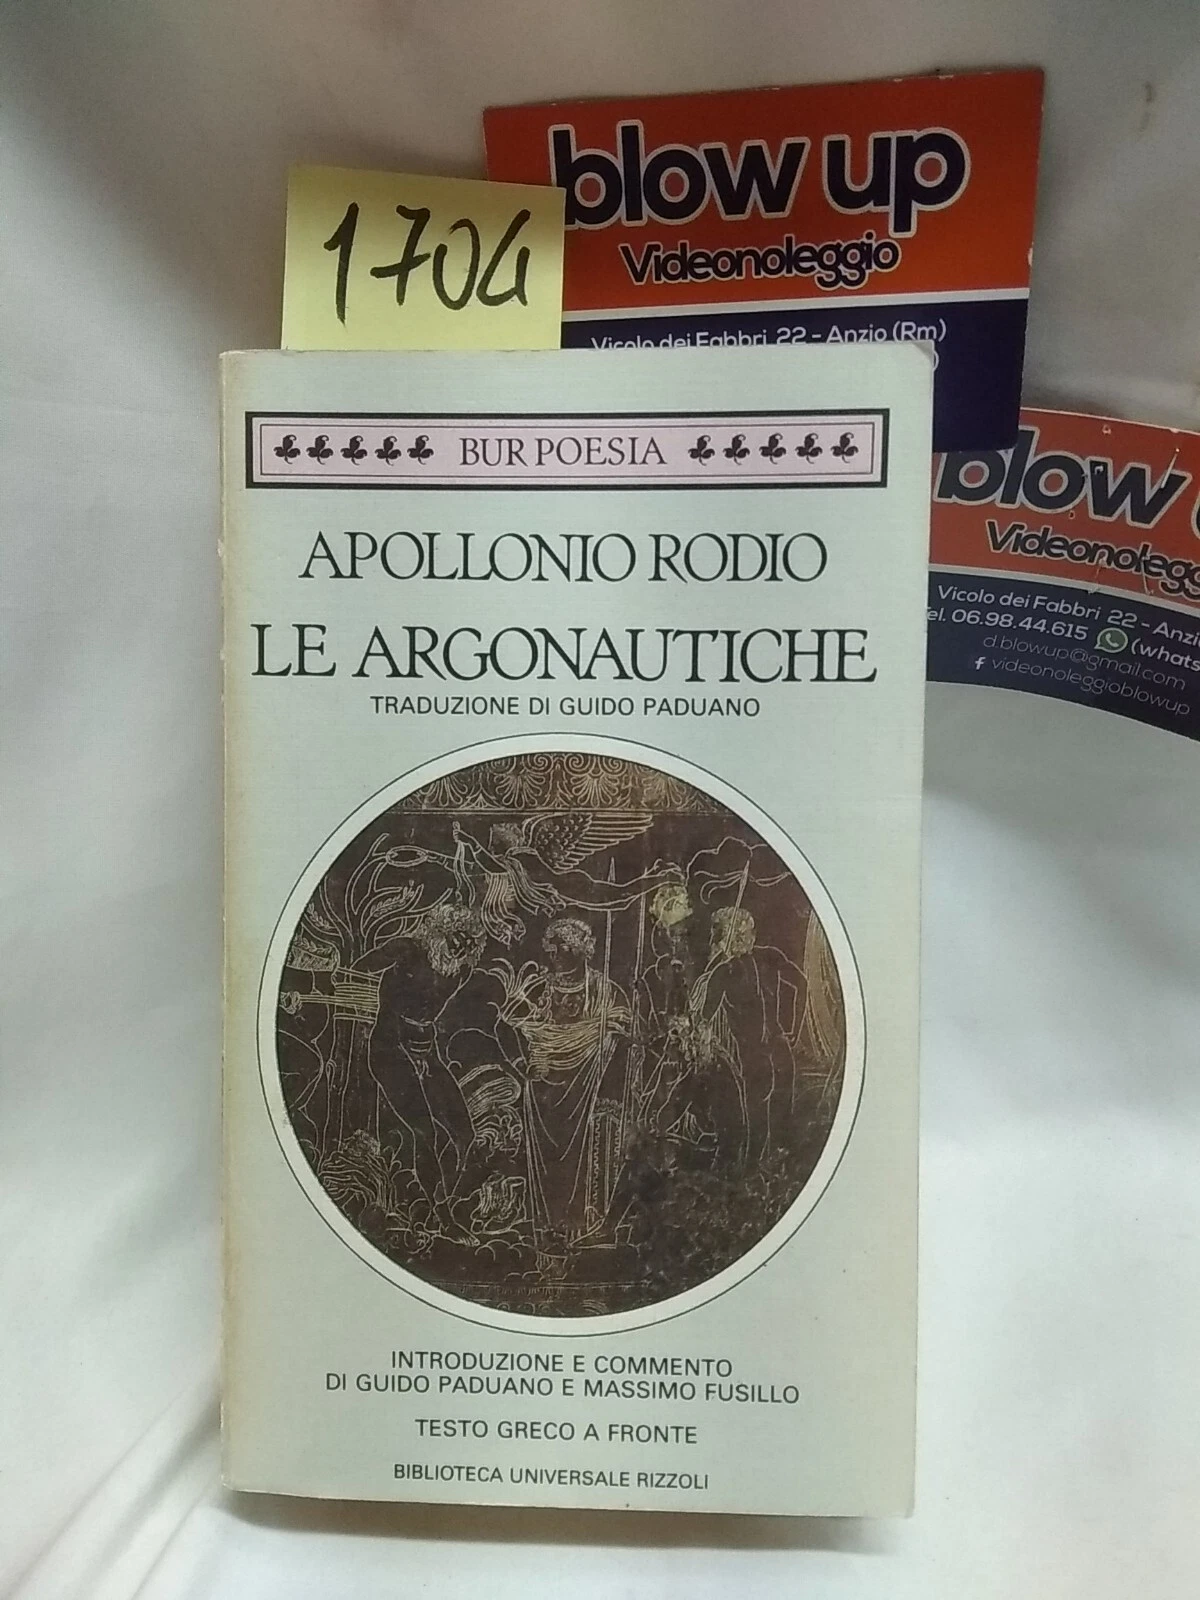 1704
blow up
Videonoleggio
Vicolo dei Fabbri 22 - Anzio (Rm)
blow
Videonolegg
Vicolo dei Fabbri 22 - Anzi
el. 06.98.44.615 (whats
d.blowup@gmail.com
f videonoleggioblowup
BUR POESIA
APOLLONIO RODIO
LE ARGONAUTICHE
TRADUZIONE DI GUIDO PADUANO
INTRODUZIONE E COMMENTO
DI GUIDO PADUANO E MASSIMO FUSILLO
TESTO GRECO A FRONTE
BIBLIOTECA UNIVERSALE RIZZOLI